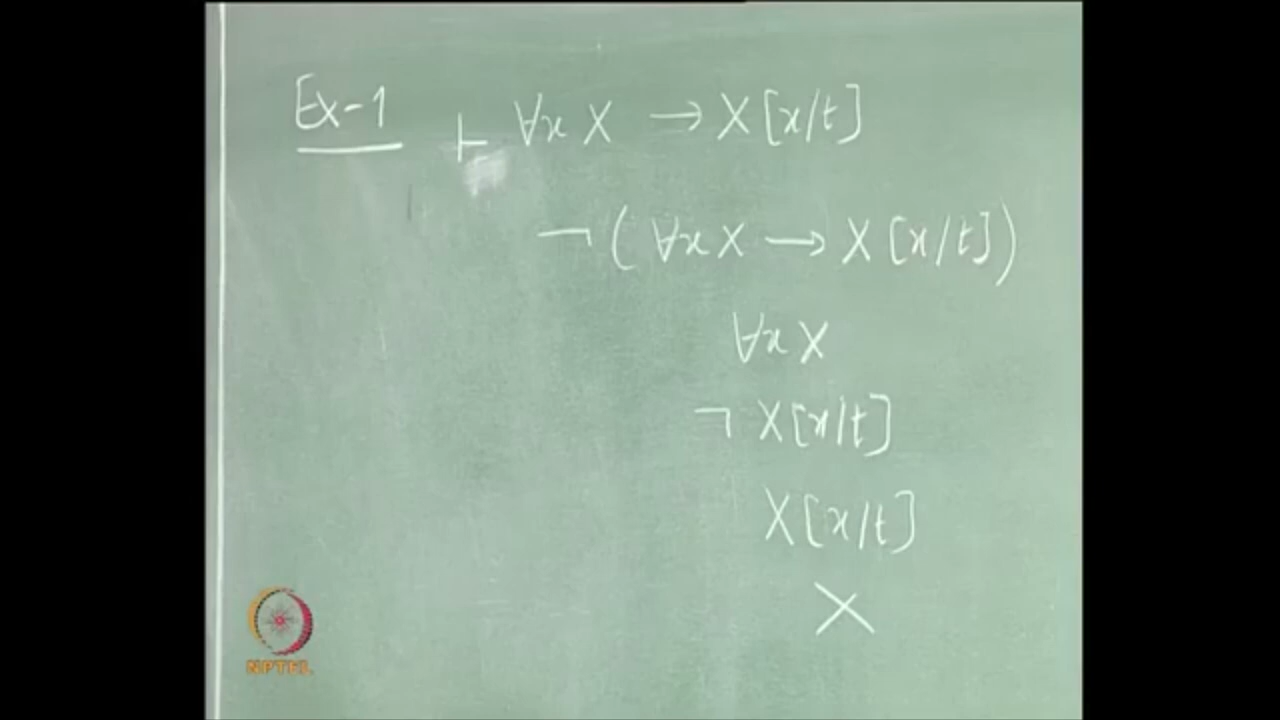 Ex-1 ⊢ ∀x X → X[x/t]
¬(∀x X → X[x/t])
∀x X
¬X[x/t]
X[x/t]
×
NPTEL